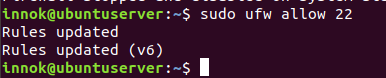 innok@ubuntuserver:~$ sudo ufw allow 22
Rules updated
Rules updated (v6)
innok@ubuntuserver:~$